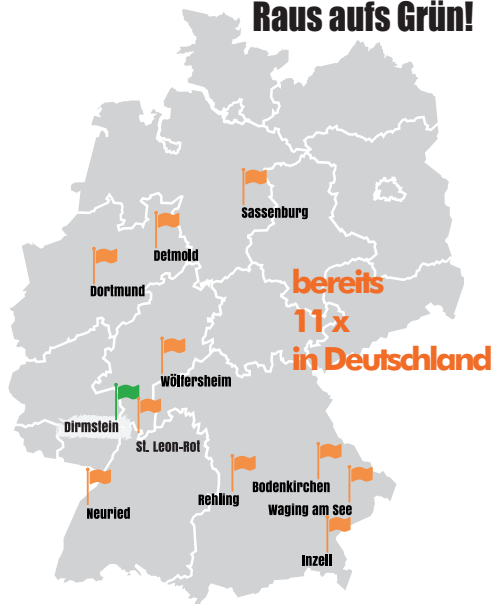 Raus aufs Grün!
Sassenburg
Detmold
Dortmund
bereits
11 x
in Deutschland
Wölfersheim
Dirmstein
St. Leon-Rot
Bodenkirchen
Rehling
Waging am See
Neuried
Inzell